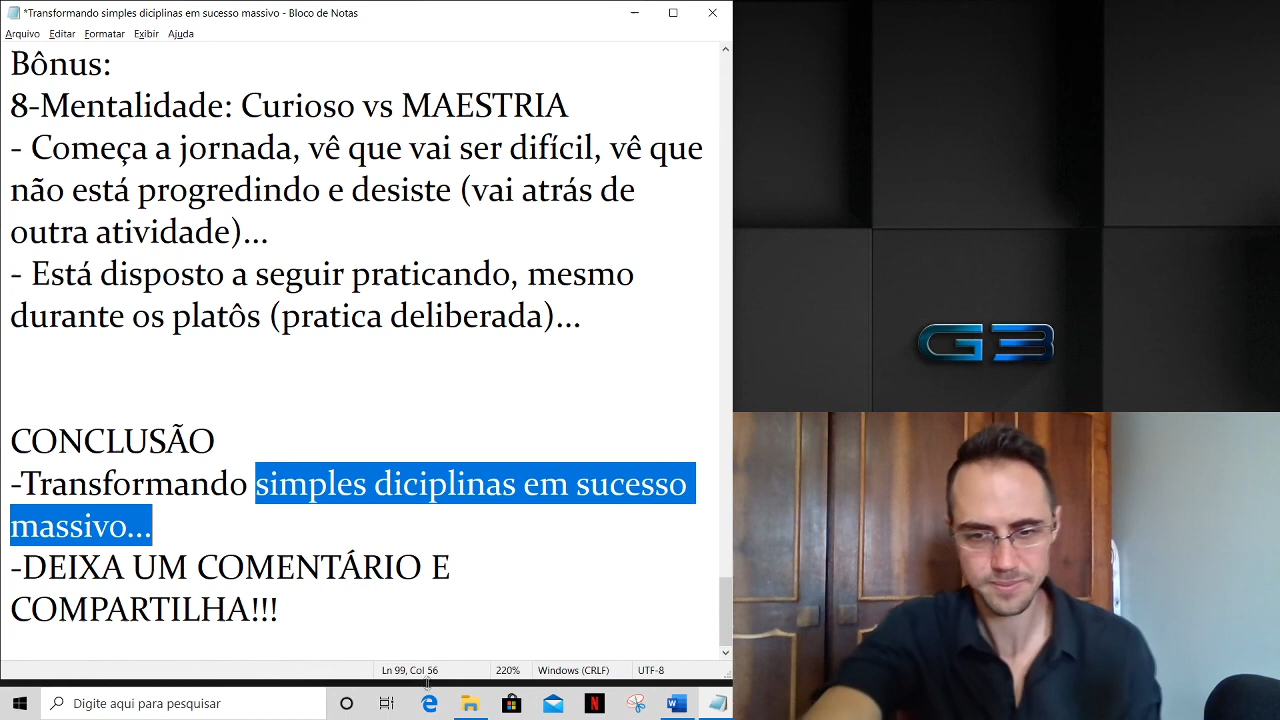 *Transformando simples diciplinas em sucesso massivo - Bloco de Notas
Arquivo Editar Formatar Exibir Ajuda
Bônus:
8-Mentalidade: Curioso vs MAESTRIA
- Começa a jornada, vê que vai ser difícil, vê que
não está progredindo e desiste (vai atrás de
outra atividade)...
- Está disposto a seguir praticando, mesmo
durante os platôs (pratica deliberada)...
CONCLUSÃO
-Transformando simples diciplinas em sucesso
massivo...
-DEIXA UM COMENTÁRIO E
COMPARTILHA!!!
Ln 99, Col 56 220% Windows (CRLF) UTF-8
Digite aqui para pesquisar
G3